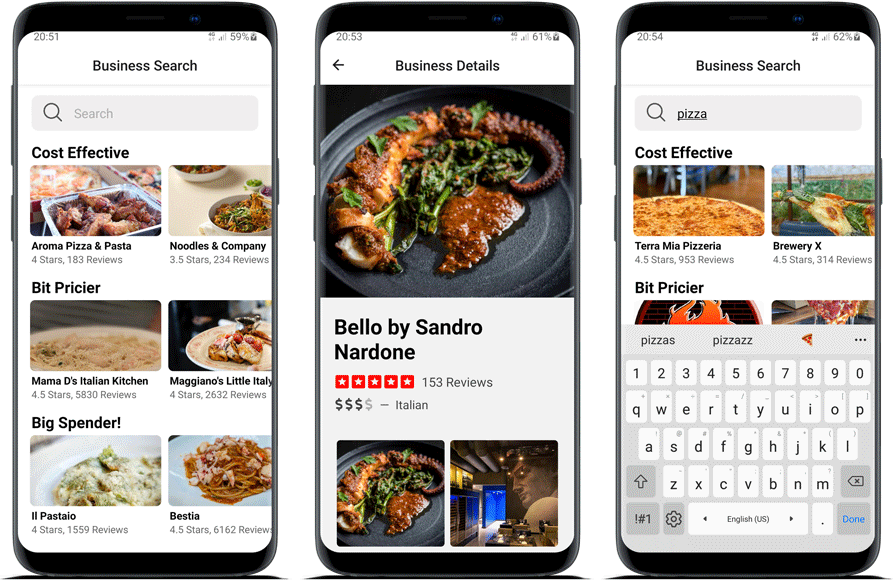 20:51
4G 59%
Business Search
Search
Cost Effective
Aroma Pizza & Pasta
4 Stars, 183 Reviews
Noodles & Company
3.5 Stars, 234 Reviews
Bit Pricier
Mama D's Italian Kitchen
4.5 Stars, 5830 Reviews
Maggiano's Little Italy
4 Stars, 2632 Reviews
Big Spender!
Il Pastaio
4 Stars, 1559 Reviews
Bestia
4.5 Stars, 6162 Reviews
20:53
4G 61%
Business Details
Bello by Sandro
Nardone
153 Reviews
$$$$ — Italian
20:54
4G 62%
Business Search
pizza
Cost Effective
Terra Mia Pizzeria
4.5 Stars, 953 Reviews
Brewery X
4.5 Stars, 314 Reviews
Bit Pricier
pizzas pizzazz
1 2 3 4 5 6 7 8 9 0
q w e r t y u i o p
a s d f g h j k l
z x c v b n m
!#1 English (US) . Done